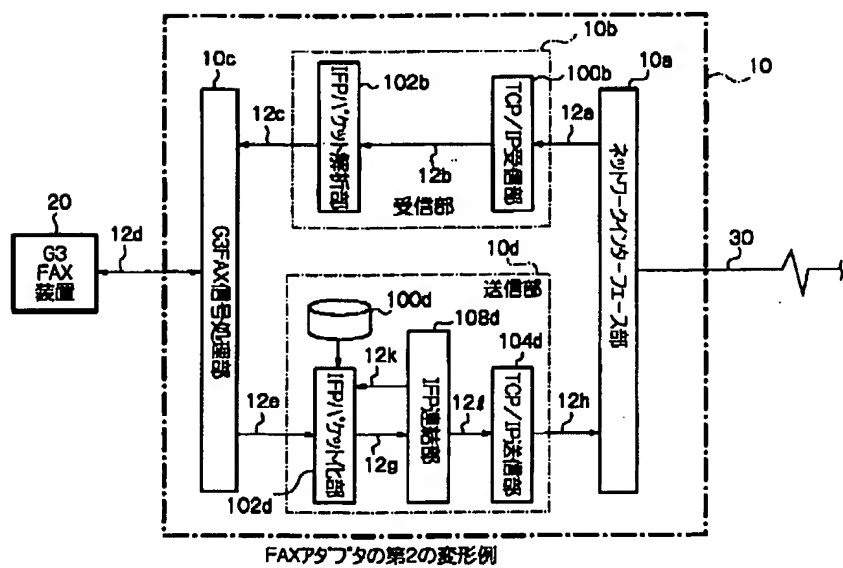 10b
10
10c
102b
100b
10a
12c
IFPパケット解析部
12b
TCP/IP受信部
12a
受信部
20
G3
FAX
装置
12d
G3FAX信号処理部
ネットワークインターフェース部
30
10d
送信部
100d
108d
104d
12k
12e
IFPパケット化部
12g
IFP連結部
12ℓ
TCP/IP送信部
12h
102d
FAXアダプタの第2の変形例